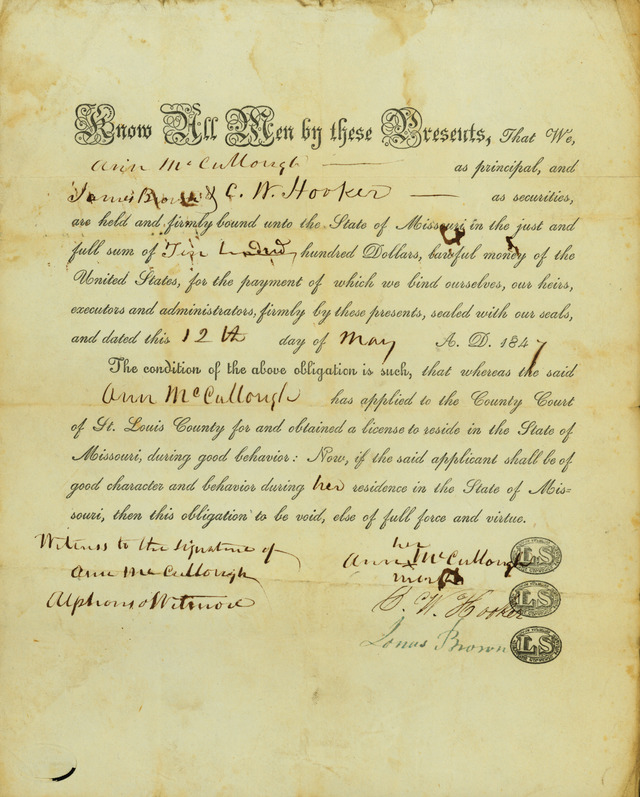 Know All Men by these Presents, That We,
Ann McCullough as principal, and
C. W. Hooker as securities,
are held and firmly bound unto the State of Missouri in the just and
full sum of hundred Dollars, lawful money of the
United States, for the payment of which we bind ourselves, our heirs,
executors and administrators, firmly by these presents, sealed with our seals,
and dated this 12th day of May A. D. 1847
The condition of the above obligation is such, that whereas the said
Ann McCullough has applied to the County Court
of St. Louis County for and obtained a license to reside in the State of
Missouri, during good behavior: Now, if the said applicant shall be of
good character and behavior during her residence in the State of Mis-
souri, then this obligation to be void, else of full force and virtue.
Witness to the signature of
Ann McCullough
Alphonso Wetmore
her
Ann McCullough LS
mark
C. W. Hooker LS
Jonas Brown LS